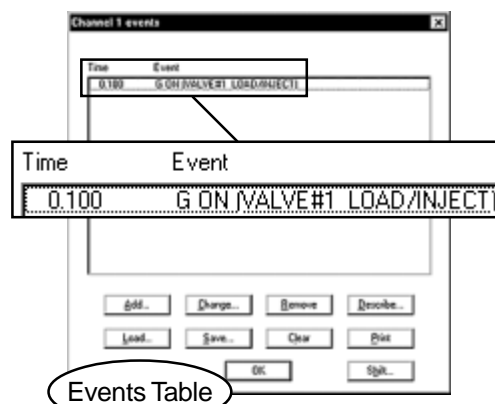 Channel 1 events
Time Event
0.100 G ON (VALVE#1 LOAD/INJECT)
Time Event
0.100 G ON (VALVE#1 LOAD/INJECT)
Add... Change... Remove Describe...
Load... Save... Clear Print
OK Shift...
Events Table